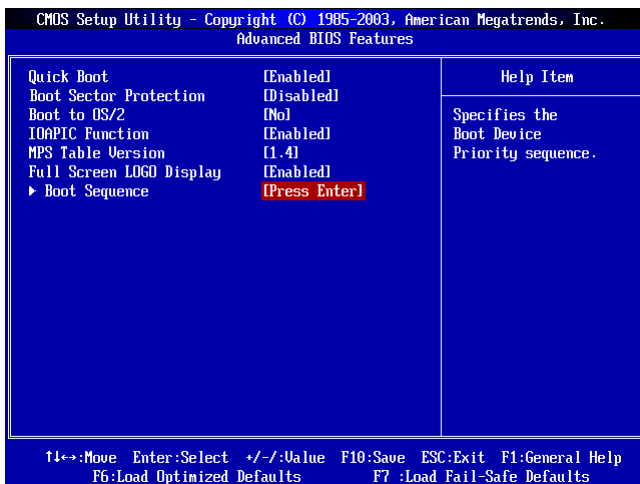 CMOS Setup Utility - Copyright (C) 1985-2003, American Megatrends, Inc.
Advanced BIOS Features
Quick Boot [Enabled]
Boot Sector Protection [Disabled]
Boot to OS/2 [No]
IOAPIC Function [Enabled]
MPS Table Version [1.4]
Full Screen LOGO Display [Enabled]
▸ Boot Sequence [Press Enter]
Help Item
Specifies the
Boot Device
Priority sequence.
↑↓↔:Move Enter:Select +/-/:Value F10:Save ESC:Exit F1:General Help
F6:Load Optimized Defaults F7 :Load Fail-Safe Defaults